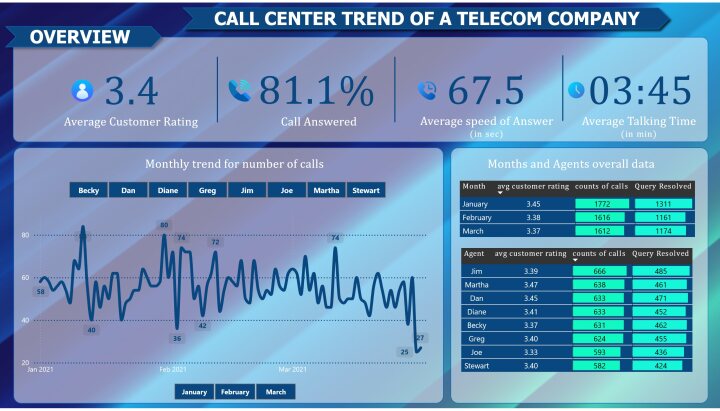 CALL CENTER TREND OF A TELECOM COMPANY
OVERVIEW
3.4
Average Customer Rating
81.1%
Call Answered
67.5
Average speed of Answer
(in sec)
03:45
Average Talking Time
(in min)
Monthly trend for number of calls
Becky Dan Diane Greg Jim Joe Martha Stewart
80
60
40
20
58
40
80
36
74
42
72
74
25
27
Jan 2021 Feb 2021 Mar 2021
January February March
Months and Agents overall data
Month avg customer rating counts of calls Query Resolved
January 3.45 1772 1311
February 3.38 1616 1161
March 3.37 1612 1174
Agent avg customer rating counts of calls Query Resolved
Jim 3.39 666 485
Martha 3.47 638 461
Dan 3.45 633 471
Diane 3.41 633 452
Becky 3.37 631 462
Greg 3.40 624 455
Joe 3.33 593 436
Stewart 3.40 582 424